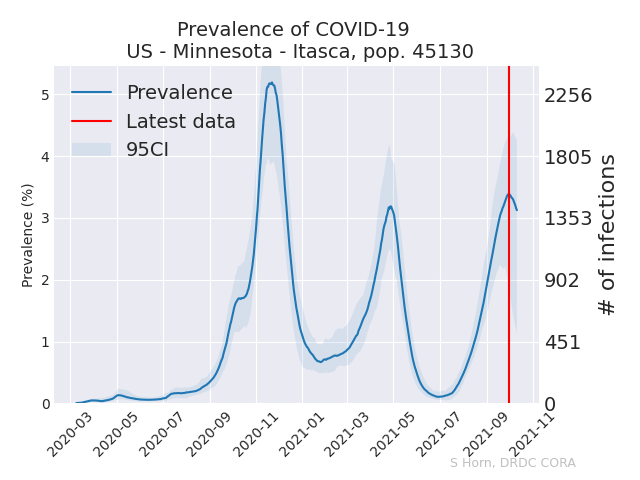 Prevalence of COVID-19
US - Minnesota - Itasca, pop. 45130
Prevalence
Latest data
95CI
Prevalence (%)
5
4
3
2
1
0
2256
1805
1353
902
451
0
# of infections
2020-03
2020-05
2020-07
2020-09
2020-11
2021-01
2021-03
2021-05
2021-07
2021-09
2021-11
S Horn, DRDC CORA